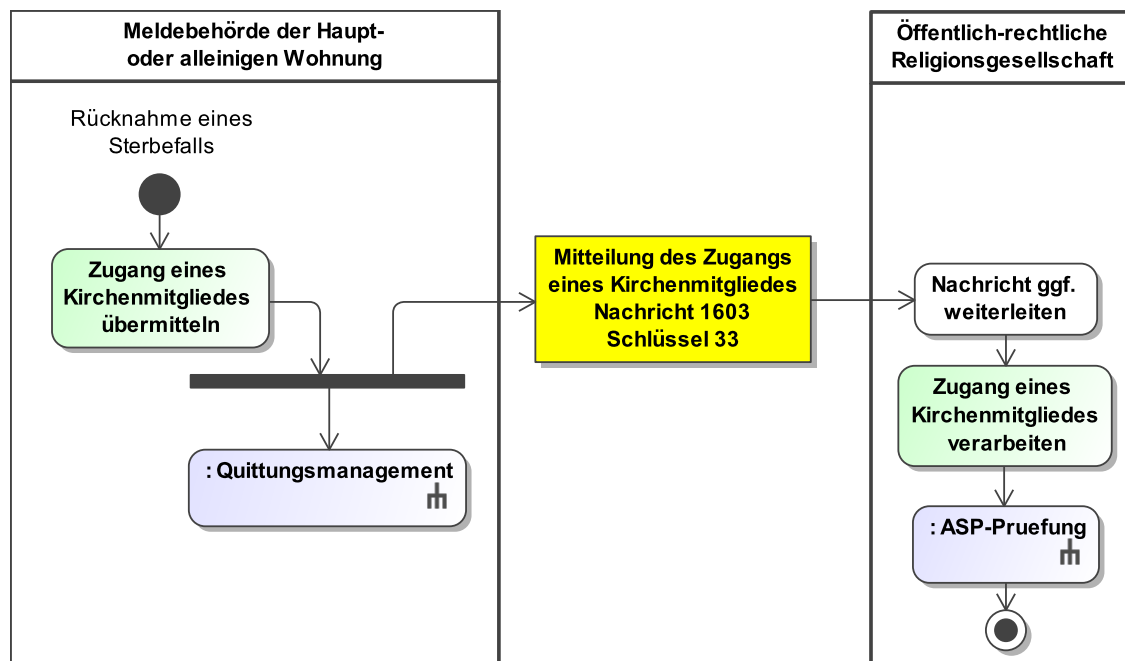 Meldebehörde der Haupt-
oder alleinigen Wohnung
Rücknahme eines
Sterbefalls
Zugang eines
Kirchenmitgliedes
übermitteln
: Quittungsmanagement
Mitteilung des Zugangs
eines Kirchenmitgliedes
Nachricht 1603
Schlüssel 33
Öffentlich-rechtliche
Religionsgesellschaft
Nachricht ggf.
weiterleiten
Zugang eines
Kirchenmitgliedes
verarbeiten
: ASP-Pruefung